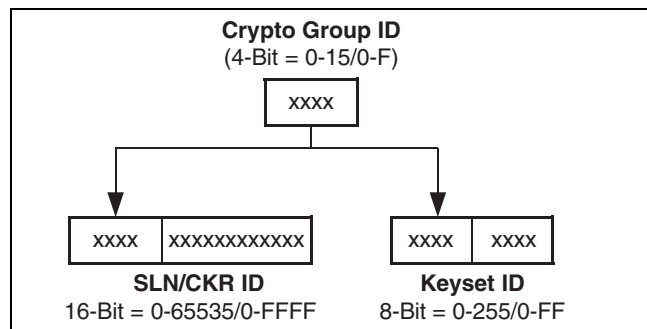 Crypto Group ID
(4-Bit = 0-15/0-F)
xxxx
xxxx xxxxxxxxxxxx
xxxx xxxx
SLN/CKR ID
16-Bit = 0-65535/0-FFFF
Keyset ID
8-Bit = 0-255/0-FF